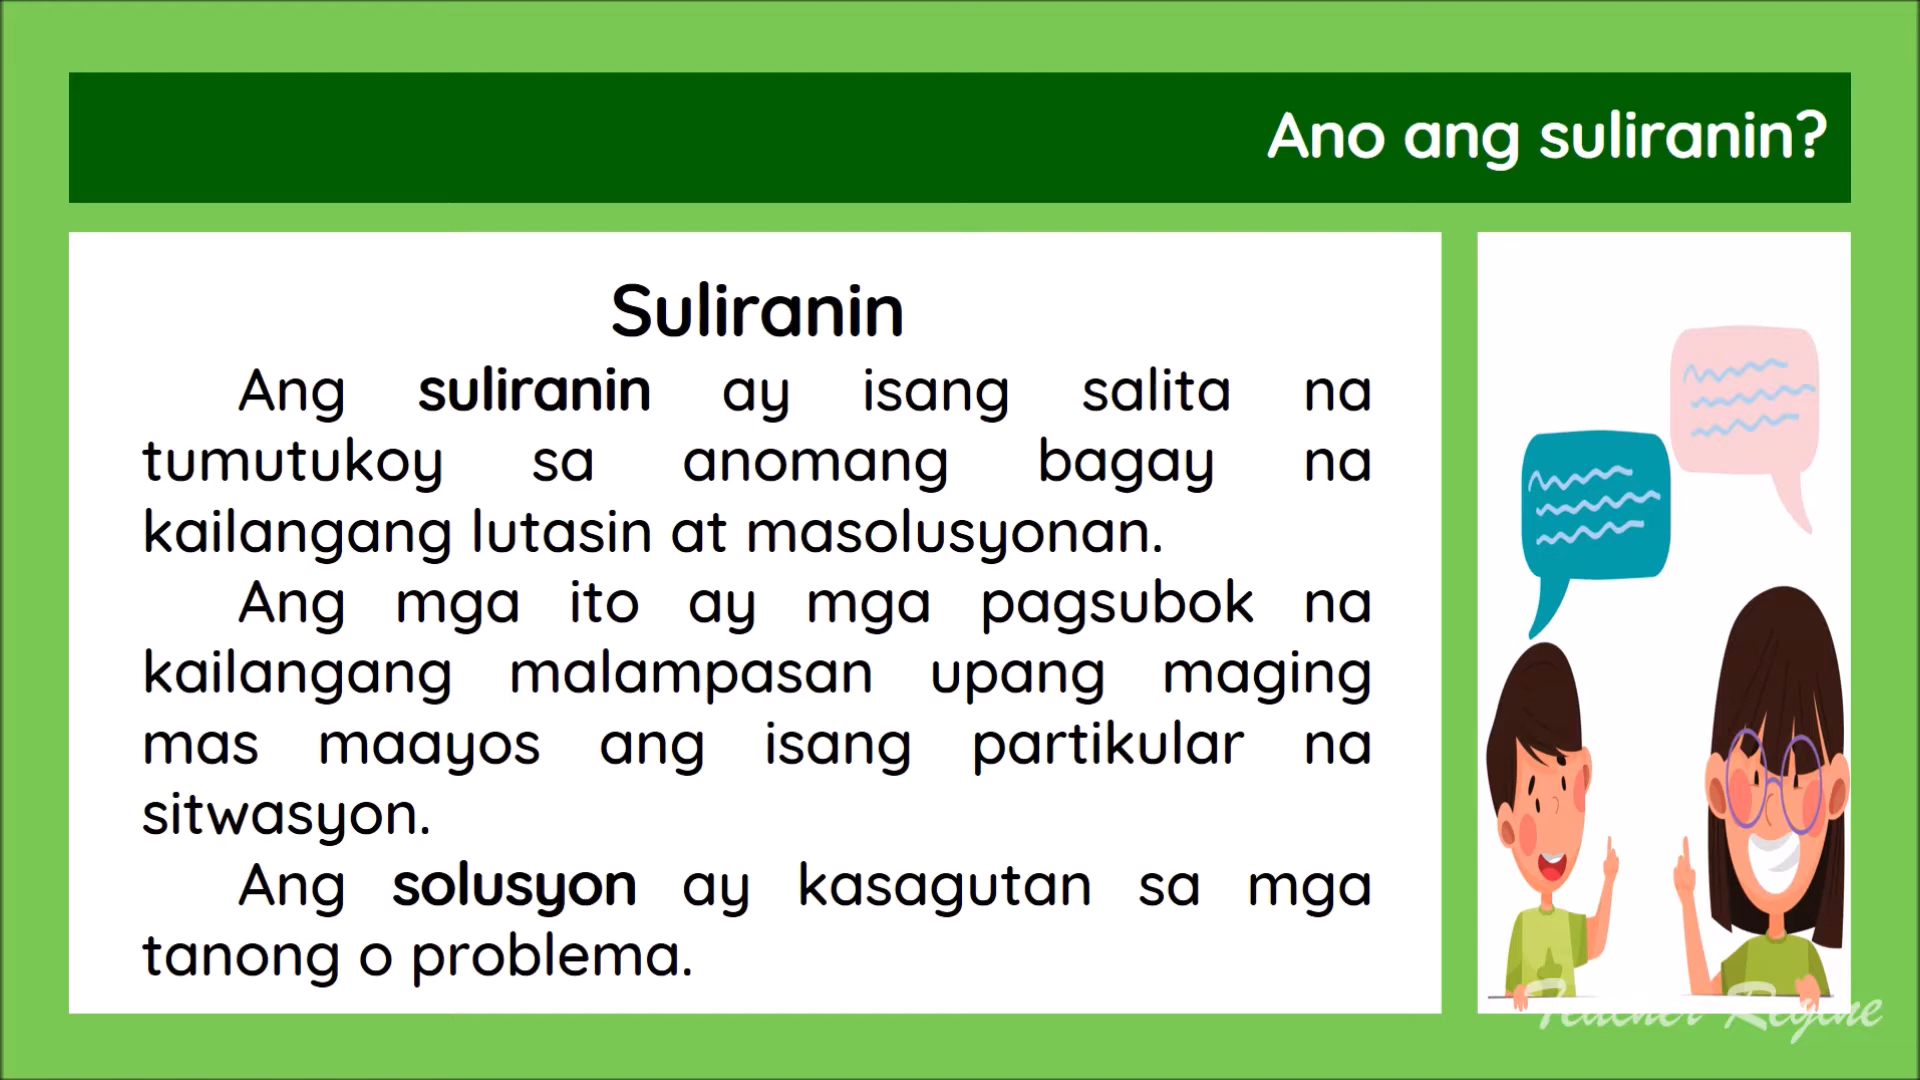 Ano ang suliranin?
Suliranin
Ang suliranin ay isang salita na
tumutukoy sa anomang bagay na
kailangang lutasin at masolusyonan.
Ang mga ito ay mga pagsubok na
kailangang malampasan upang maging
mas maayos ang isang partikular na
sitwasyon.
Ang solusyon ay kasagutan sa mga
tanong o problema.
Teacher Regine